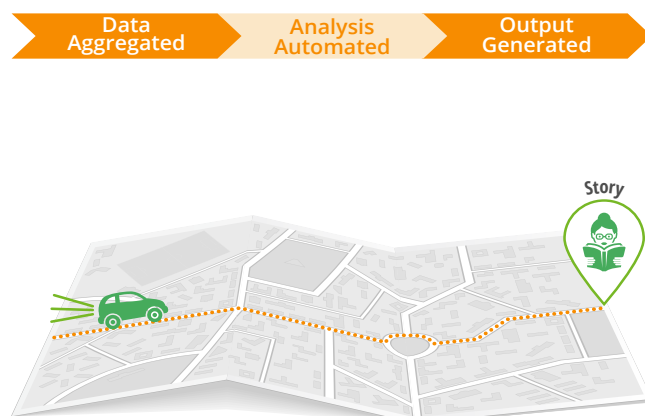 Data
Aggregated
Analysis
Automated
Output
Generated
Story